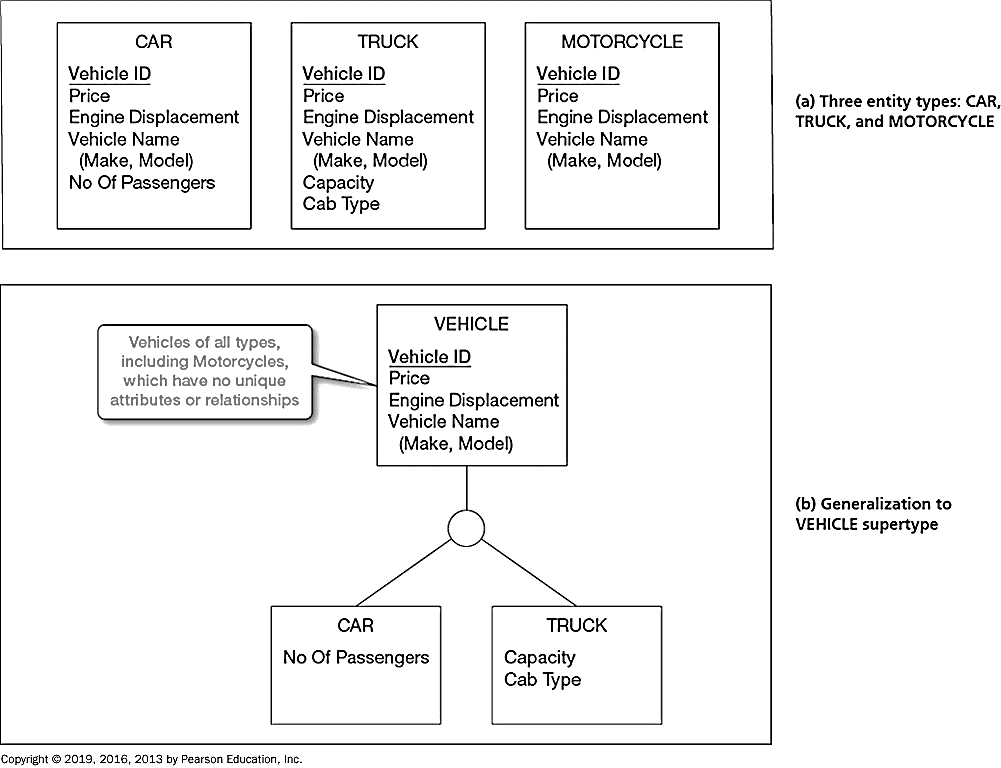 CAR
Vehicle ID
Price
Engine Displacement
Vehicle Name
(Make, Model)
No Of Passengers
TRUCK
Vehicle ID
Price
Engine Displacement
Vehicle Name
(Make, Model)
Capacity
Cab Type
MOTORCYCLE
Vehicle ID
Price
Engine Displacement
Vehicle Name
(Make, Model)
(a) Three entity types: CAR,
TRUCK, and MOTORCYCLE
Vehicles of all types,
including Motorcycles,
which have no unique
attributes or relationships
VEHICLE
Vehicle ID
Price
Engine Displacement
Vehicle Name
(Make, Model)
(b) Generalization to
VEHICLE supertype
CAR
No Of Passengers
TRUCK
Capacity
Cab Type
Copyright © 2019, 2016, 2013 by Pearson Education, Inc.